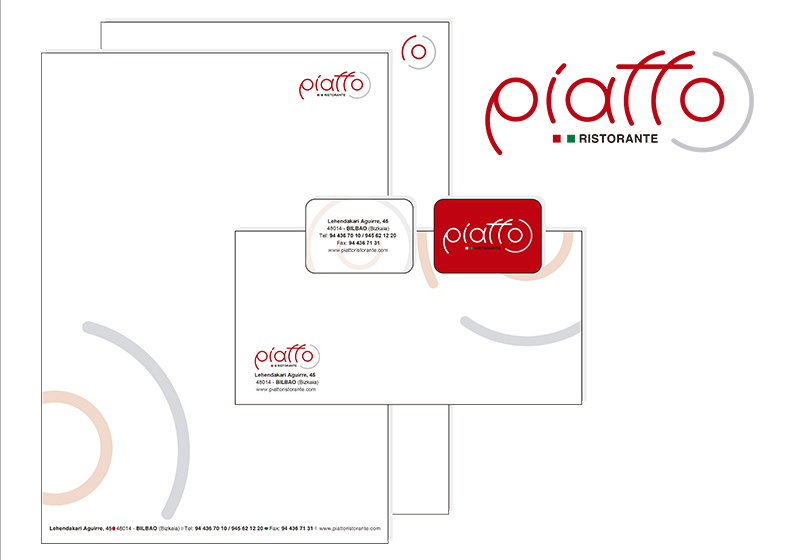 piatto
RISTORANTE
piatto
RISTORANTE
Lehendakari Aguirre, 45
48014 - BILBAO (Bizkaia)
Tel: 94 436 70 10 / 945 62 12 20
Fax: 94 436 71 31
www.piattoristorante.com
piatto
RISTORANTE
piatto
RISTORANTE
Lehendakari Aguirre, 45
48014 - BILBAO (Bizkaia)
www.piattoristorante.com
Lehendakari Aguirre, 45 48014 - BILBAO (Bizkaia) Tel: 94 436 70 10 / 945 62 12 20 Fax: 94 436 71 31 www.piattoristorante.com